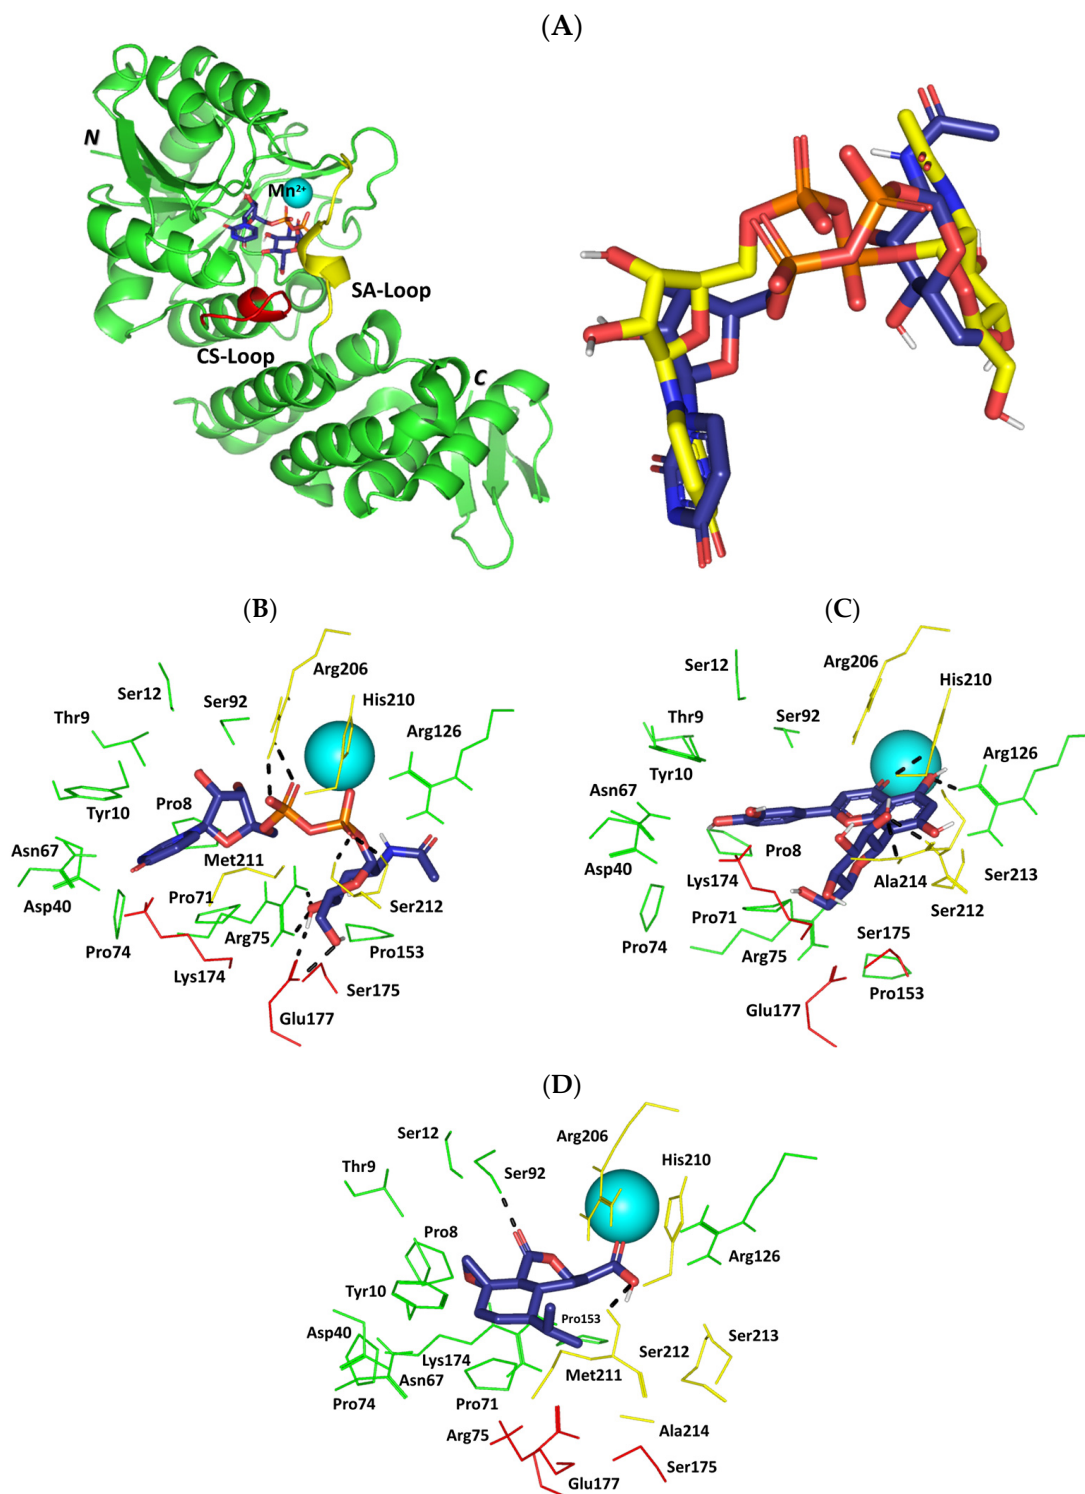 (A)
N
Mn2+
SA-Loop
CS-Loop
C
(B)
(C)
Arg206
Ser12
Ser92
His210
Thr9
Arg126
Tyr10
Pro8
Asn67
Met211
Asp40
Pro71
Ser212
Pro74
Arg75
Pro153
Lys174
Ser175
Glu177
Ser12
Arg206
His210
Thr9
Ser92
Arg126
Tyr10
Asn67
Pro8
Asp40
Lys174
Ala214
Ser213
Pro71
Ser212
Pro74
Arg75
Ser175
Pro153
Glu177
(D)
Ser12
Arg206
Ser92
His210
Thr9
Pro8
Arg126
Tyr10
Pro153
Asp40
Lys174
Ser213
Asn67
Met211
Ser212
Pro74
Pro71
Ala214
Arg75
Ser175
Glu177